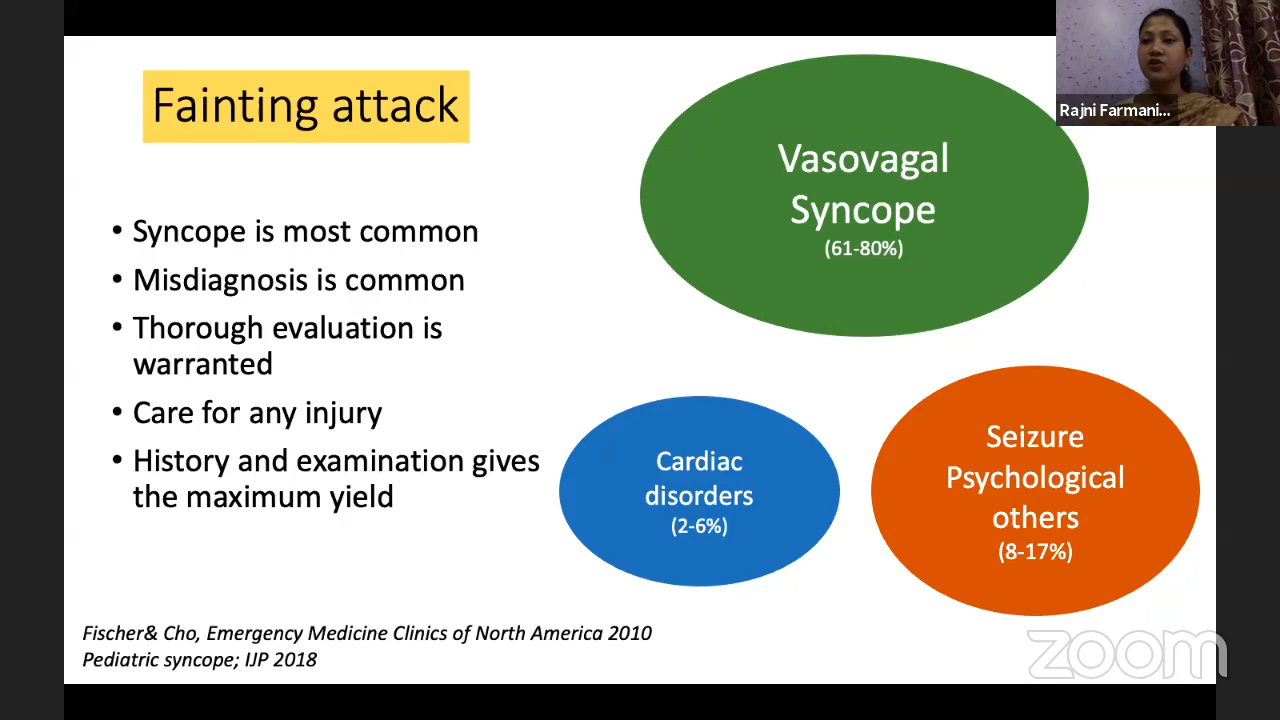 Fainting attack
• Syncope is most common
• Misdiagnosis is common
• Thorough evaluation is
warranted
• Care for any injury
• History and examination gives
the maximum yield
Vasovagal
Syncope
(61-80%)
Cardiac
disorders
(2-6%)
Seizure
Psychological
others
(8-17%)
Fischer& Cho, Emergency Medicine Clinics of North America 2010
Pediatric syncope; IJP 2018
Rajni Farmani...
zoom